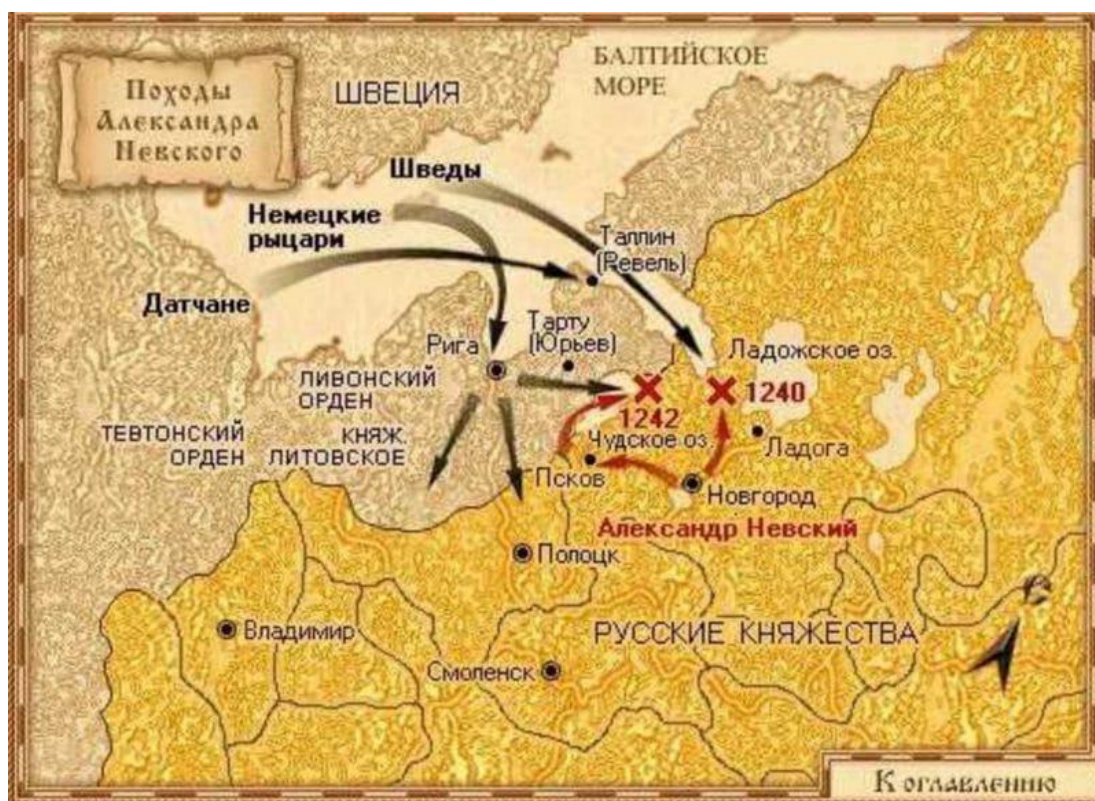 Походы
Александра
Невского
БАЛТИЙСКОЕ
МОРЕ
ШВЕЦИЯ
Шведы
Немецкие
рыцари
Датчане
Таллин
(Ревель)
Тарту
(Юрьев)
Рига
Ладожское оз.
ЛИВОНСКИЙ
ОРДЕН
1240
1242
ТЕВТОНСКИЙ
ОРДЕН
КНЯЖ.
ЛИТОВСКОЕ
Чудское оз.
Ладога
Псков
Новгород
Александр Невский
Полоцк
Владимир
РУССКИЕ КНЯЖЕСТВА
Смоленск
С
К оглавлению